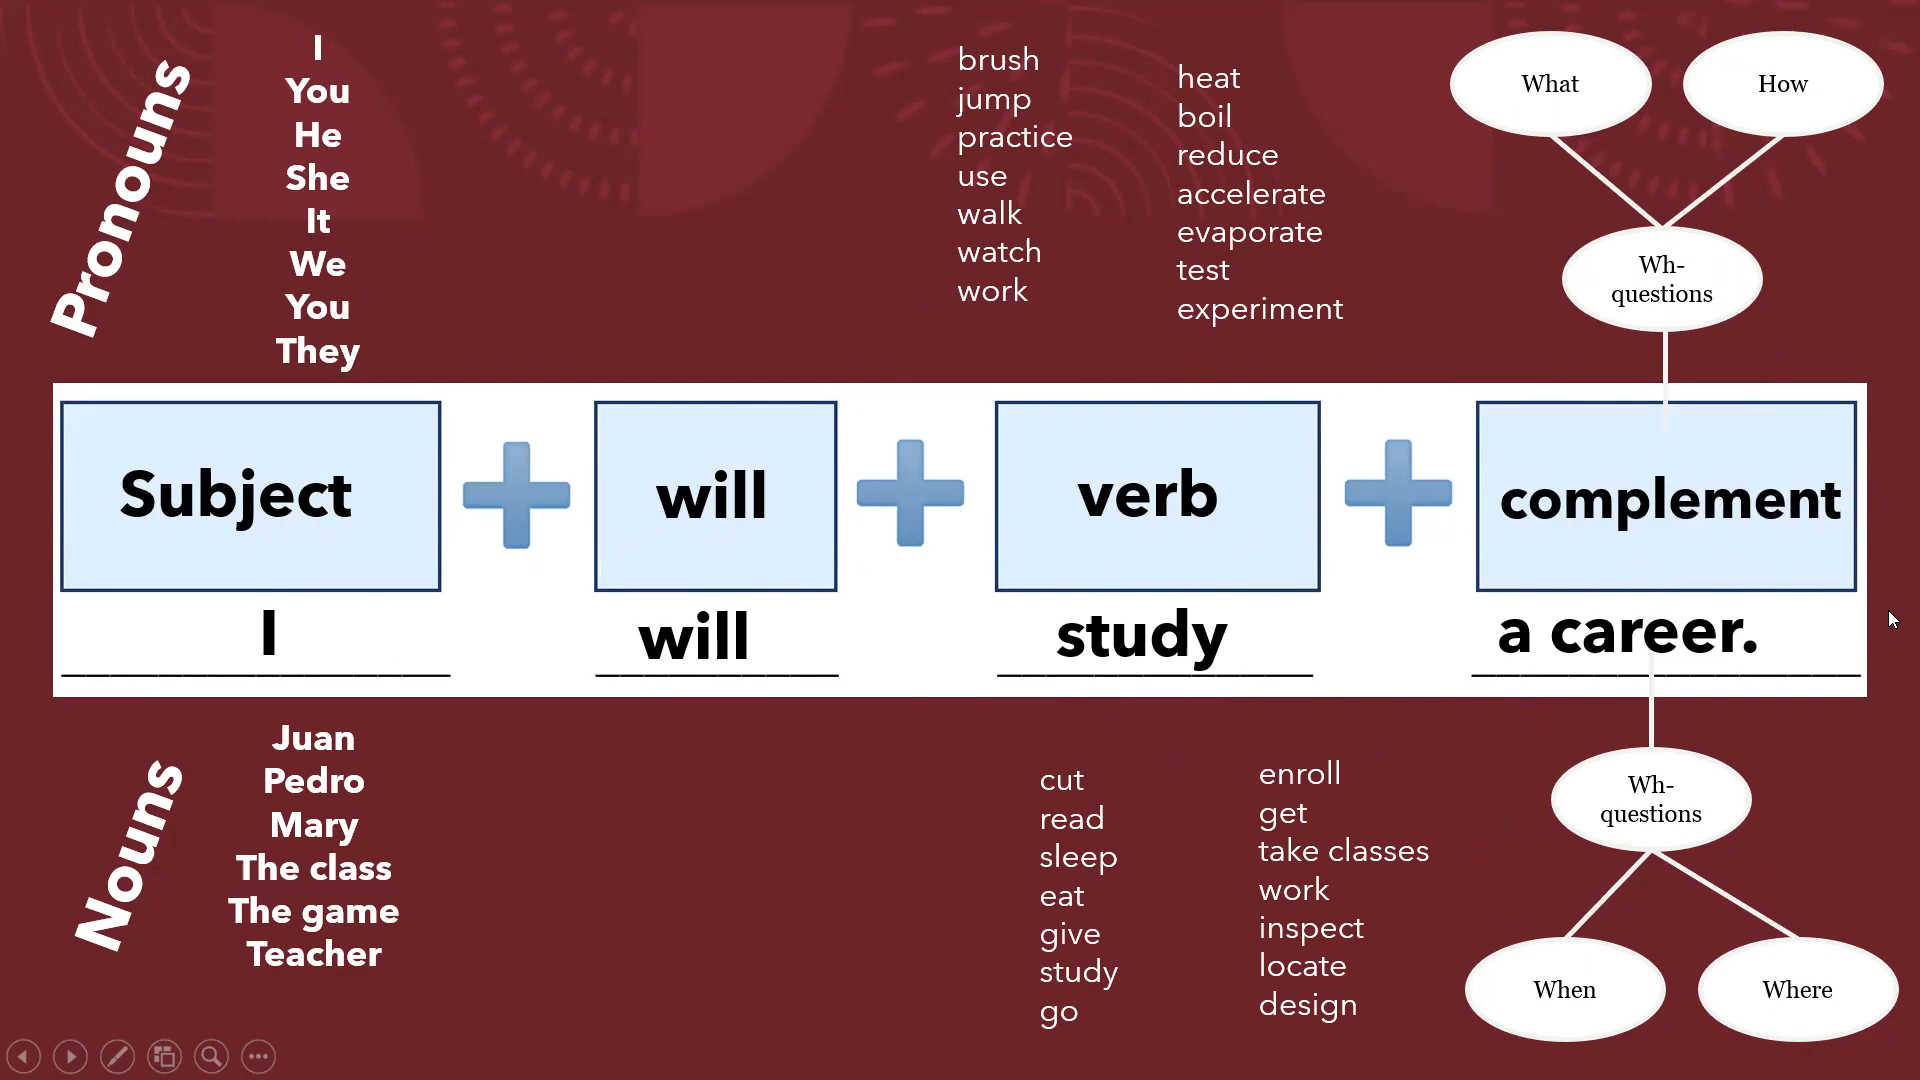 Pronouns
I
You
He
She
It
We
You
They
brush
jump
practice
use
walk
watch
work
heat
boil
reduce
accelerate
evaporate
test
experiment
What
How
Wh-
questions
Subject
will
verb
complement
I
will
study
a career.
Nouns
Juan
Pedro
Mary
The class
The game
Teacher
cut
read
sleep
eat
give
study
go
enroll
get
take classes
work
inspect
locate
design
Wh-
questions
When
Where